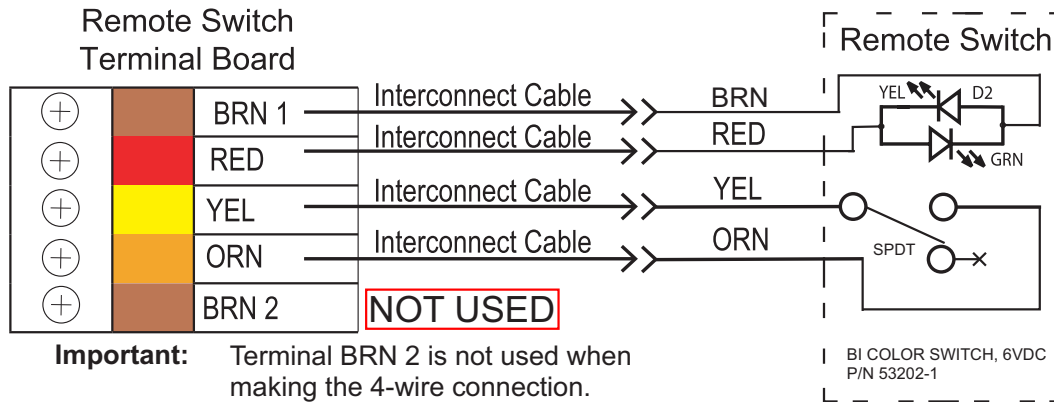 Remote Switch
Terminal Board
Remote Switch
BRN 1
Interconnect Cable
BRN
RED
Interconnect Cable
RED
YEL
Interconnect Cable
YEL
ORN
Interconnect Cable
ORN
BRN 2
NOT USED
YEL
D2
GRN
SPDT
Important: Terminal BRN 2 is not used when
making the 4-wire connection.
BI COLOR SWITCH, 6VDC
P/N 53202-1